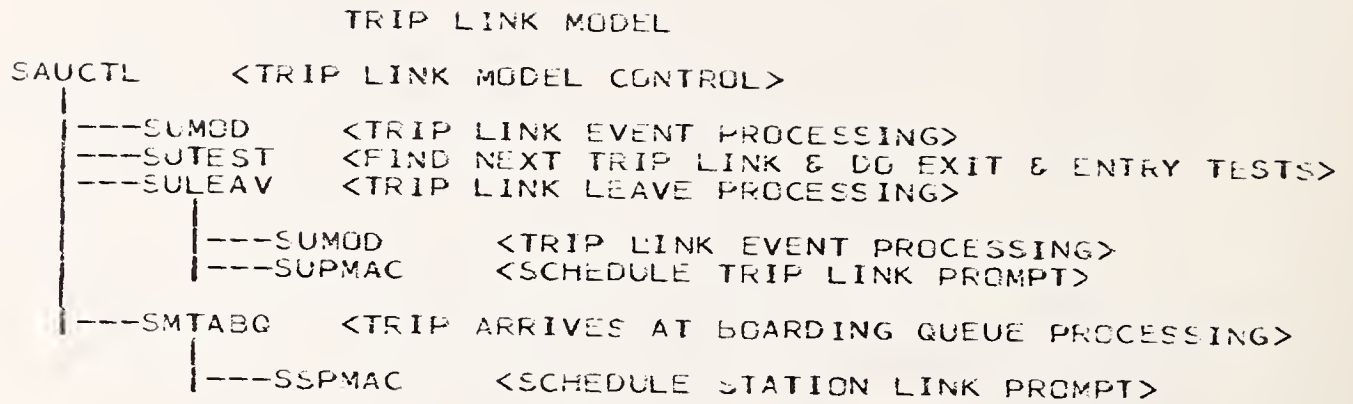 TRIP LINK MODEL
SAUCTL <TRIP LINK MODEL CONTROL>
---SUMOD <TRIP LINK EVENT PROCESSING>
---SUTEST <FIND NEXT TRIP LINK & DO EXIT & ENTRY TESTS>
---SULEAV <TRIP LINK LEAVE PROCESSING>
---SUMOD <TRIP LINK EVENT PROCESSING>
---SUPMAC <SCHEDULE TRIP LINK PROMPT>
---SMTABQ <TRIP ARRIVES AT BOARDING QUEUE PROCESSING>
---SSPMAC <SCHEDULE STATION LINK PROMPT>